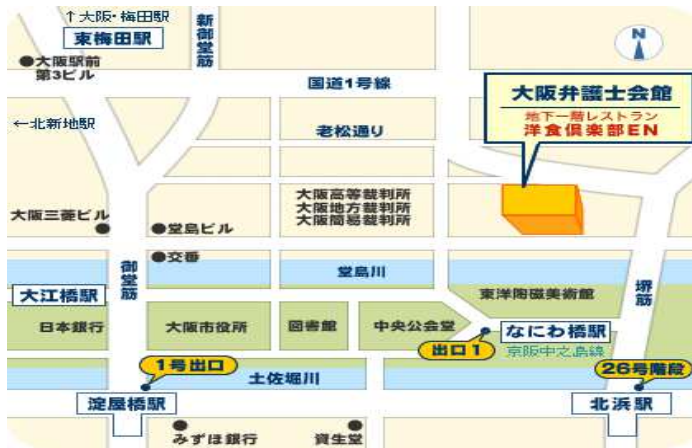 ↑大阪・梅田駅
東梅田駅
新御堂筋
N
●大阪駅前
第3ビル
国道1号線
大阪弁護士会館
地下一階レストラン
洋食倶楽部EN
←北新地駅
老松通り
大阪高等裁判所
大阪地方裁判所
大阪簡易裁判所
大阪三菱ビル
●堂島ビル
●交番
御堂筋
堂島川
堺筋
大江橋駅
東洋陶磁美術館
日本銀行
大阪市役所
図書館
中央公会堂
なにわ橋駅
京阪中之島線
出口1
1号出口
土佐堀川
26号階段
淀屋橋駅
北浜駅
みずほ銀行
資生堂